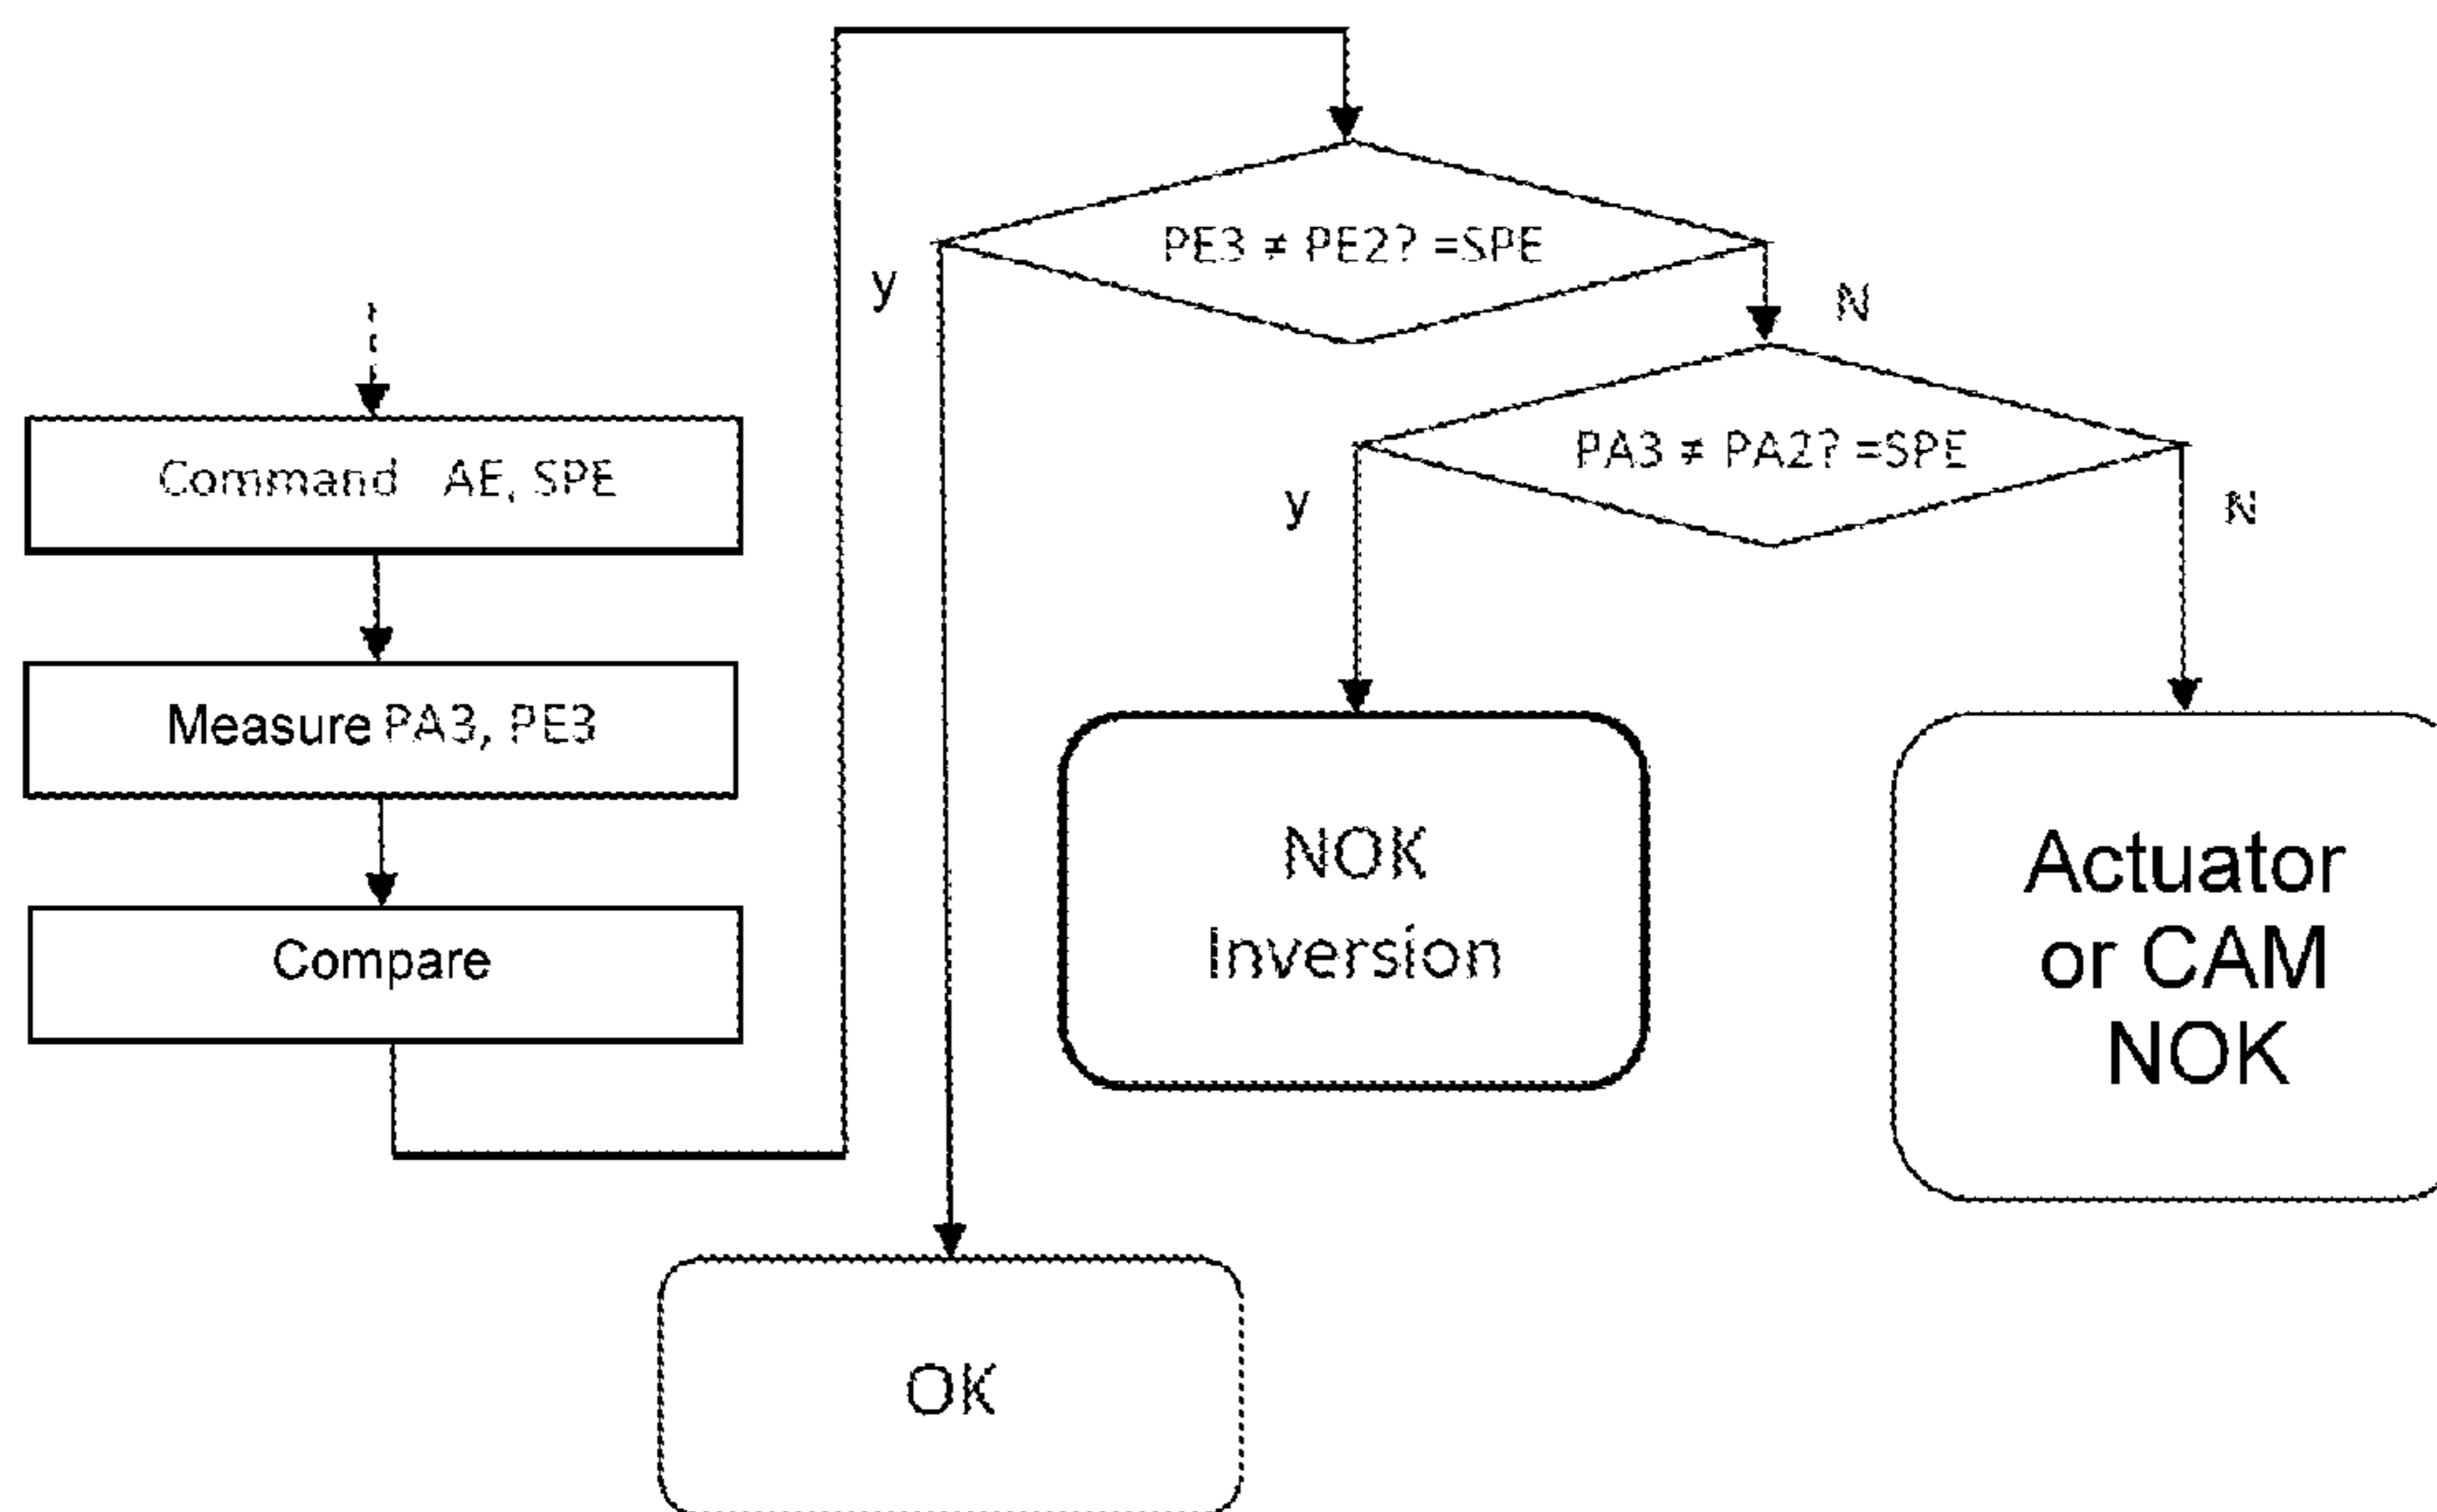 PE3 ≠ PE2? =SPE
y
N
Command AE, SPE
PA3 ≠ PA2? =SPE
y
N
Measure PA3, PE3
Compare
NOK
Inversion
Actuator
or CAM
NOK
OK